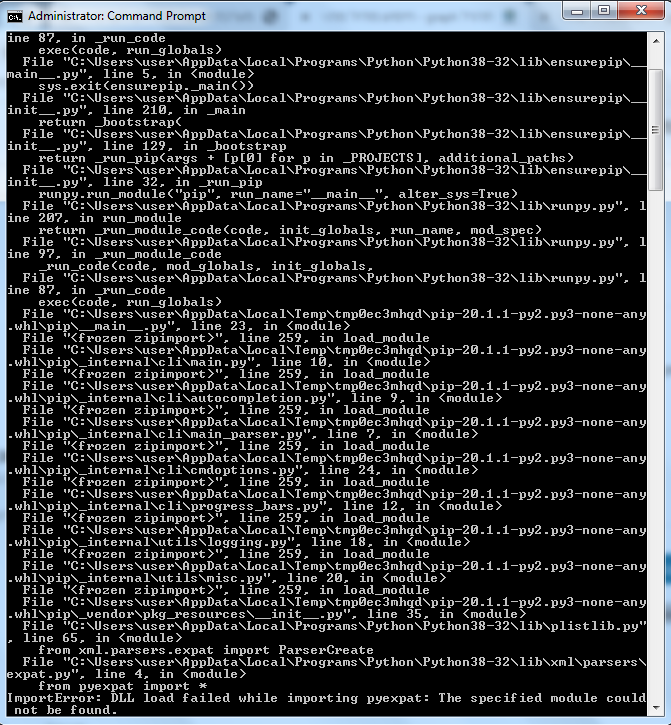 Administrator: Command Prompt
ine 87, in _run_code
    exec(code, run_globals)
  File "C:\Users\user\AppData\Local\Programs\Python\Python38-32\lib\ensurepip\__
main__.py", line 5, in <module>
    sys.exit(ensurepip._main())
  File "C:\Users\user\AppData\Local\Programs\Python\Python38-32\lib\ensurepip\__
init__.py", line 210, in _main
    return _bootstrap(
  File "C:\Users\user\AppData\Local\Programs\Python\Python38-32\lib\ensurepip\__
init__.py", line 129, in _bootstrap
    return _run_pip(args + [p[0] for p in _PROJECTS], additional_paths)
  File "C:\Users\user\AppData\Local\Programs\Python\Python38-32\lib\ensurepip\__
init__.py", line 32, in _run_pip
    runpy.run_module("pip", run_name="__main__", alter_sys=True)
  File "C:\Users\user\AppData\Local\Programs\Python\Python38-32\lib\runpy.py", l
ine 207, in run_module
    return _run_module_code(code, init_globals, run_name, mod_spec)
  File "C:\Users\user\AppData\Local\Programs\Python\Python38-32\lib\runpy.py", l
ine 97, in _run_module_code
    _run_code(code, mod_globals, init_globals,
  File "C:\Users\user\AppData\Local\Programs\Python\Python38-32\lib\runpy.py", l
ine 87, in _run_code
    exec(code, run_globals)
  File "C:\Users\user\AppData\Local\Temp\tmp0ec3mhqd\pip-20.1.1-py2.py3-none-any
.whl\pip\__main__.py", line 23, in <module>
  File "<frozen zipimport>", line 259, in load_module
  File "C:\Users\user\AppData\Local\Temp\tmp0ec3mhqd\pip-20.1.1-py2.py3-none-any
.whl\pip\_internal\cli\main.py", line 10, in <module>
  File "<frozen zipimport>", line 259, in load_module
  File "C:\Users\user\AppData\Local\Temp\tmp0ec3mhqd\pip-20.1.1-py2.py3-none-any
.whl\pip\_internal\cli\autocompletion.py", line 9, in <module>
  File "<frozen zipimport>", line 259, in load_module
  File "C:\Users\user\AppData\Local\Temp\tmp0ec3mhqd\pip-20.1.1-py2.py3-none-any
.whl\pip\_internal\cli\main_parser.py", line 7, in <module>
  File "<frozen zipimport>", line 259, in load_module
  File "C:\Users\user\AppData\Local\Temp\tmp0ec3mhqd\pip-20.1.1-py2.py3-none-any
.whl\pip\_internal\cli\cmdoptions.py", line 24, in <module>
  File "<frozen zipimport>", line 259, in load_module
  File "C:\Users\user\AppData\Local\Temp\tmp0ec3mhqd\pip-20.1.1-py2.py3-none-any
.whl\pip\_internal\cli\progress_bars.py", line 12, in <module>
  File "<frozen zipimport>", line 259, in load_module
  File "C:\Users\user\AppData\Local\Temp\tmp0ec3mhqd\pip-20.1.1-py2.py3-none-any
.whl\pip\_internal\utils\logging.py", line 18, in <module>
  File "<frozen zipimport>", line 259, in load_module
  File "C:\Users\user\AppData\Local\Temp\tmp0ec3mhqd\pip-20.1.1-py2.py3-none-any
.whl\pip\_internal\utils\misc.py", line 20, in <module>
  File "<frozen zipimport>", line 259, in load_module
  File "C:\Users\user\AppData\Local\Temp\tmp0ec3mhqd\pip-20.1.1-py2.py3-none-any
.whl\pip\_vendor\pkg_resources\__init__.py", line 35, in <module>
  File "C:\Users\user\AppData\Local\Programs\Python\Python38-32\lib\plistlib.py"
, line 65, in <module>
    from xml.parsers.expat import ParserCreate
  File "C:\Users\user\AppData\Local\Programs\Python\Python38-32\lib\xml\parsers\
expat.py", line 4, in <module>
    from pyexpat import *
ImportError: DLL load failed while importing pyexpat: The specified module could
 not be found.